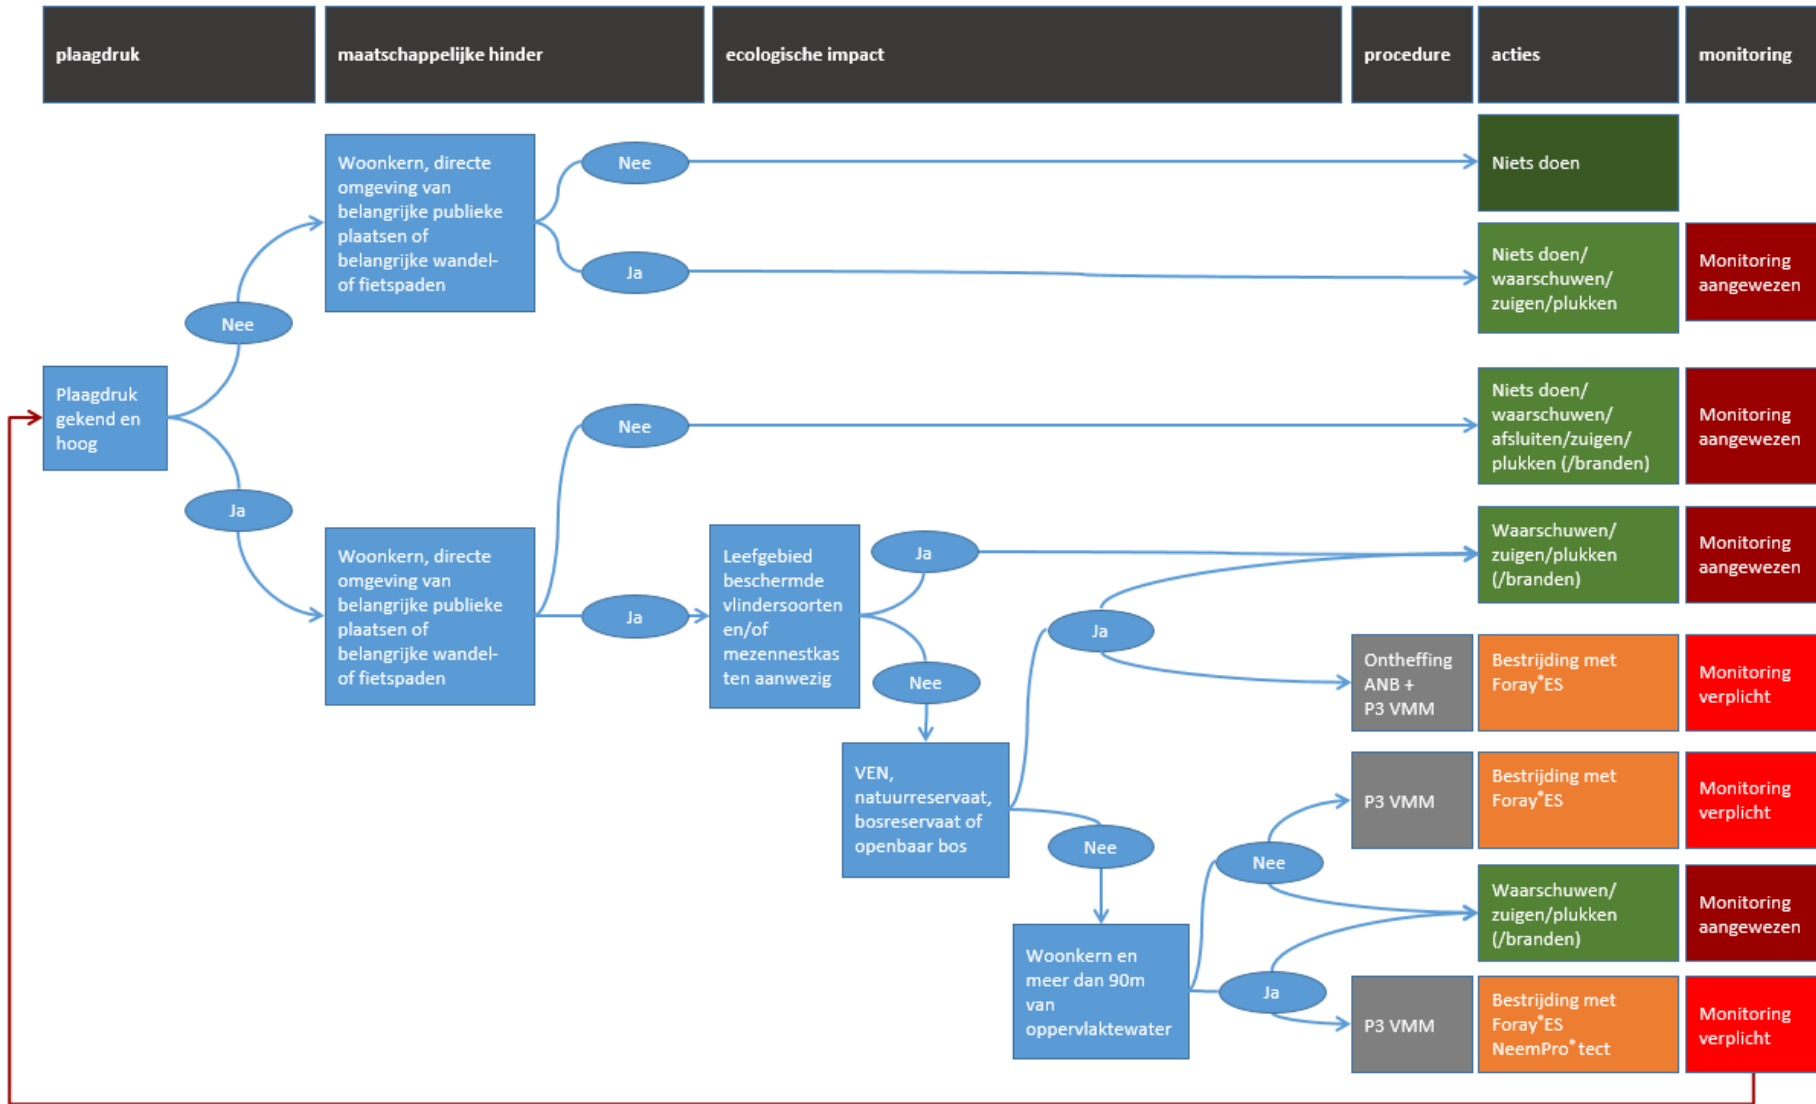 plaagdruk
maatschappelijke hinder
ecologische impact
procedure
acties
monitoring
Woonkern, directe
omgeving van
belangrijke publieke
plaatsen of
belangrijke wandel-
of fietspaden
Nee
Niets doen
Ja
Niets doen/
waarschuwen/
zuigen/plukken
Monitoring
aangewezen
Nee
Plaagdruk
gekend en
hoog
Ja
Nee
Niets doen/
waarschuwen/
afsluiten/zuigen/
plukken (/branden)
Monitoring
aangewezen
Woonkern, directe
omgeving van
belangrijke publieke
plaatsen of
belangrijke wandel-
of fietspaden
Ja
Leefgebied
beschermde
vlindersoorten
en/of
mezennestkas
ten aanwezig
Ja
Waarschuwen/
zuigen/plukken
(/branden)
Monitoring
aangewezen
Nee
Ja
Ontheffing
ANB +
P3 VMM
Bestrijding met
Foray®ES
Monitoring
verplicht
VEN,
natuurreservaat,
bosreservaat of
openbaar bos
Nee
P3 VMM
Bestrijding met
Foray®ES
Monitoring
verplicht
Nee
Waarschuwen/
zuigen/plukken
(/branden)
Monitoring
aangewezen
Woonkern en
meer dan 90m
van
oppervlaktewater
Ja
P3 VMM
Bestrijding met
Foray®ES
NeemPro®tect
Monitoring
verplicht